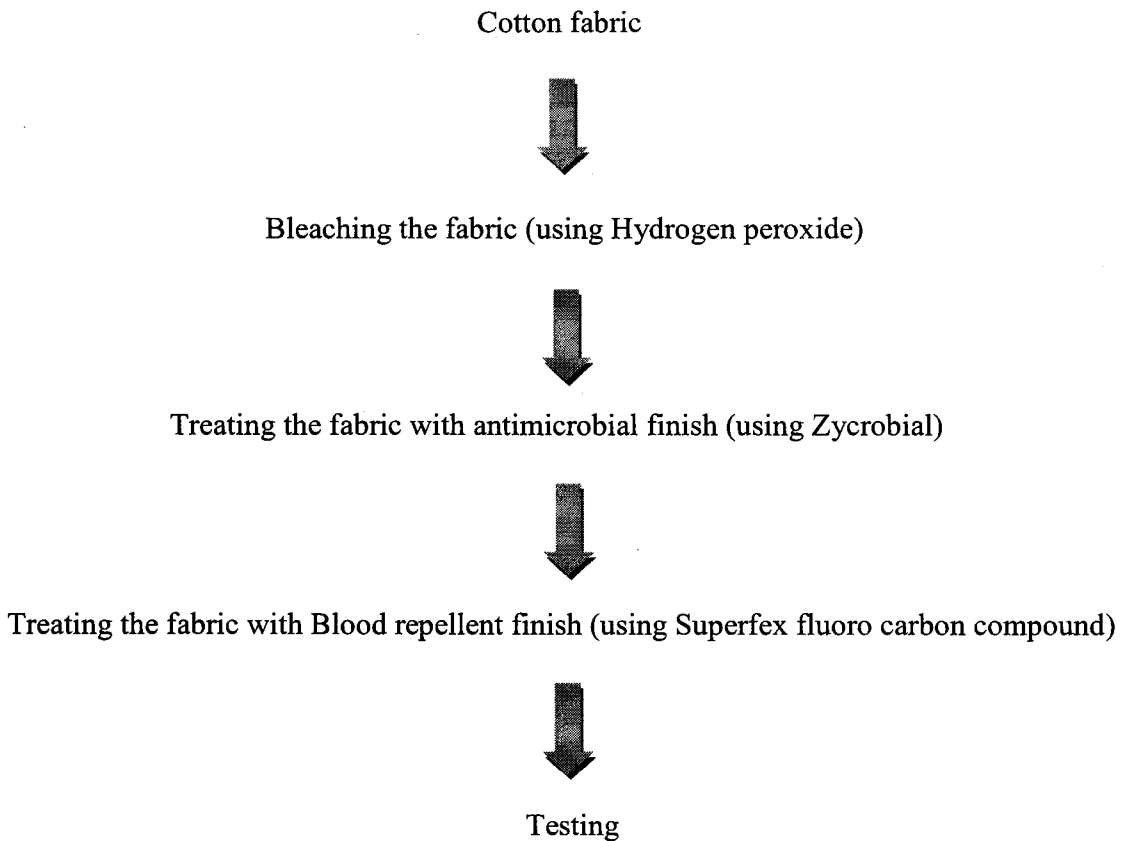 Cotton fabric
Bleaching the fabric (using Hydrogen peroxide)
Treating the fabric with antimicrobial finish (using Zycrobial)
Treating the fabric with Blood repellent finish (using Superfex fluoro carbon compound)
Testing